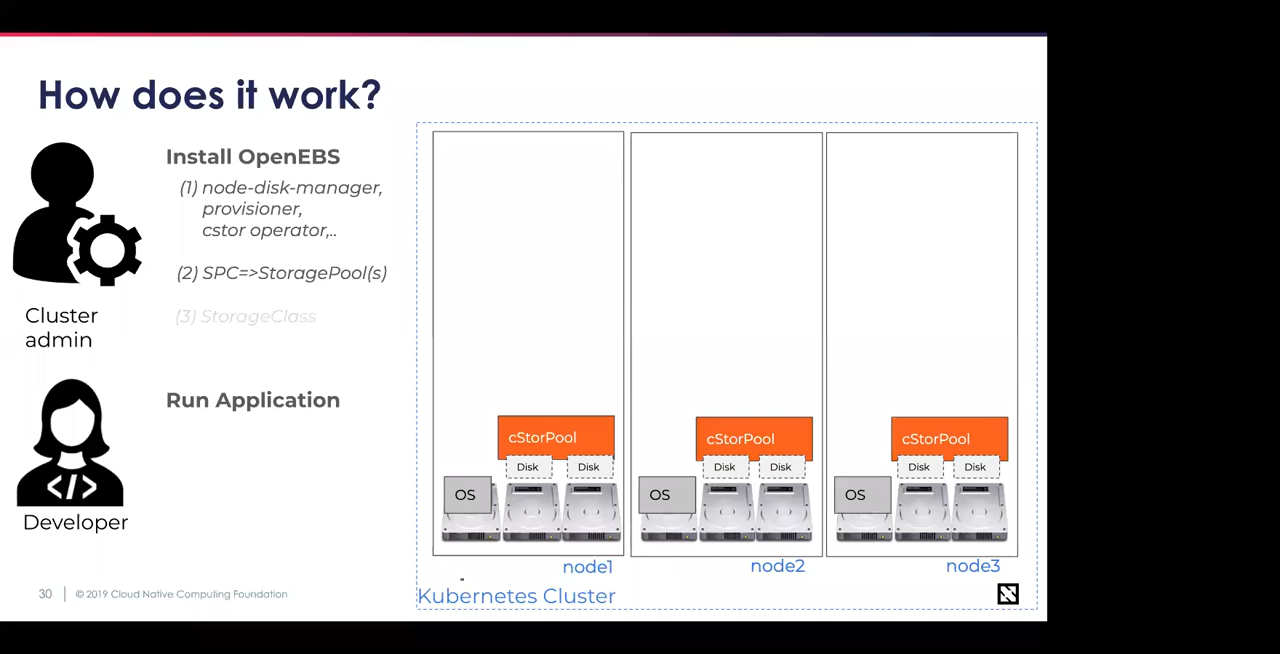 How does it work?
Install OpenEBS
(1) node-disk-manager,
provisioner,
cstor operator,..
(2) SPC=>StoragePool(s)
(3) StorageClass
Cluster
admin
Run Application
Developer
cStorPool
Disk
Disk
OS
node1
cStorPool
Disk
Disk
OS
node2
cStorPool
Disk
Disk
OS
node3
Kubernetes Cluster
30
© 2019 Cloud Native Computing Foundation